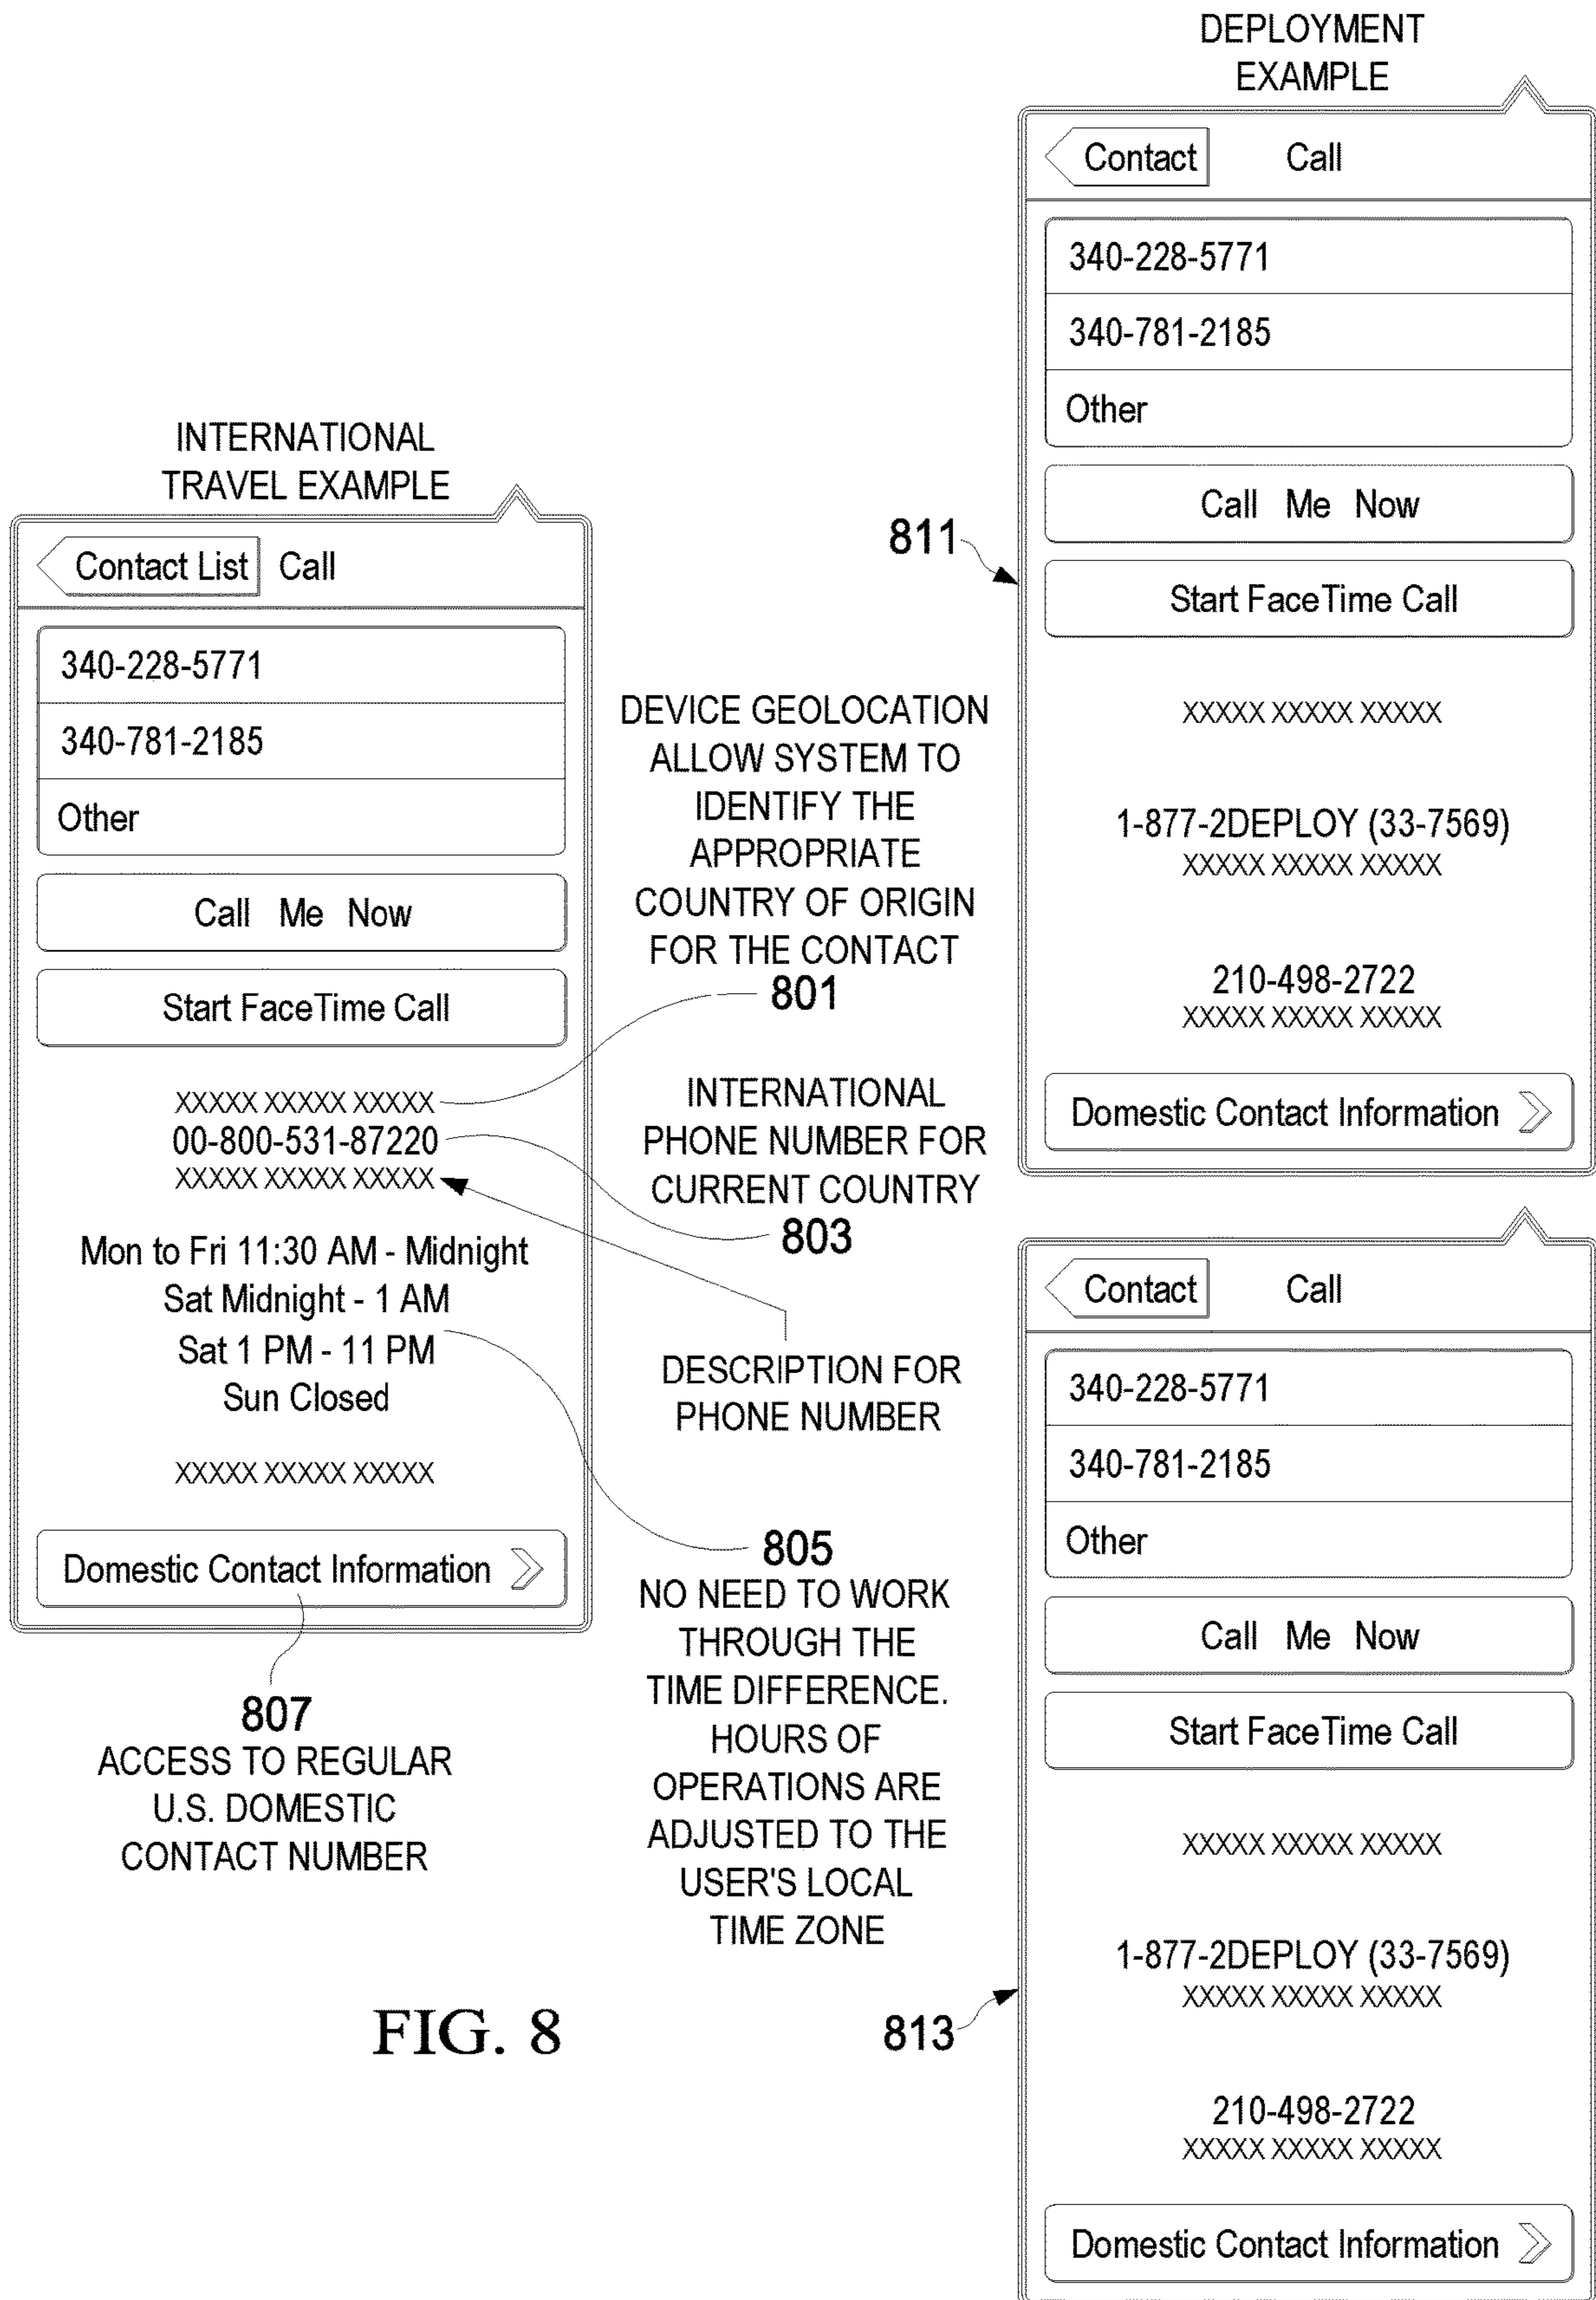 INTERNATIONAL
TRAVEL EXAMPLE
Contact List Call
340-228-5771
340-781-2185
Other
Call Me Now
Start FaceTime Call
XXXXX XXXXX XXXXX
00-800-531-87220
XXXXX XXXXX XXXXX
Mon to Fri 11:30 AM - Midnight
Sat Midnight - 1 AM
Sat 1 PM - 11 PM
Sun Closed
XXXXX XXXXX XXXXX
Domestic Contact Information
807
ACCESS TO REGULAR
U.S. DOMESTIC
CONTACT NUMBER
DEVICE GEOLOCATION
ALLOW SYSTEM TO
IDENTIFY THE
APPROPRIATE
COUNTRY OF ORIGIN
FOR THE CONTACT
801
INTERNATIONAL
PHONE NUMBER FOR
CURRENT COUNTRY
803
DESCRIPTION FOR
PHONE NUMBER
805
NO NEED TO WORK
THROUGH THE
TIME DIFFERENCE.
HOURS OF
OPERATIONS ARE
ADJUSTED TO THE
USER'S LOCAL
TIME ZONE
DEPLOYMENT
EXAMPLE
811
Contact Call
340-228-5771
340-781-2185
Other
Call Me Now
Start FaceTime Call
XXXXX XXXXX XXXXX
1-877-2DEPLOY (33-7569)
XXXXX XXXXX XXXXX
210-498-2722
XXXXX XXXXX XXXXX
Domestic Contact Information
813
Contact Call
340-228-5771
340-781-2185
Other
Call Me Now
Start FaceTime Call
XXXXX XXXXX XXXXX
1-877-2DEPLOY (33-7569)
XXXXX XXXXX XXXXX
210-498-2722
XXXXX XXXXX XXXXX
Domestic Contact Information
FIG. 8